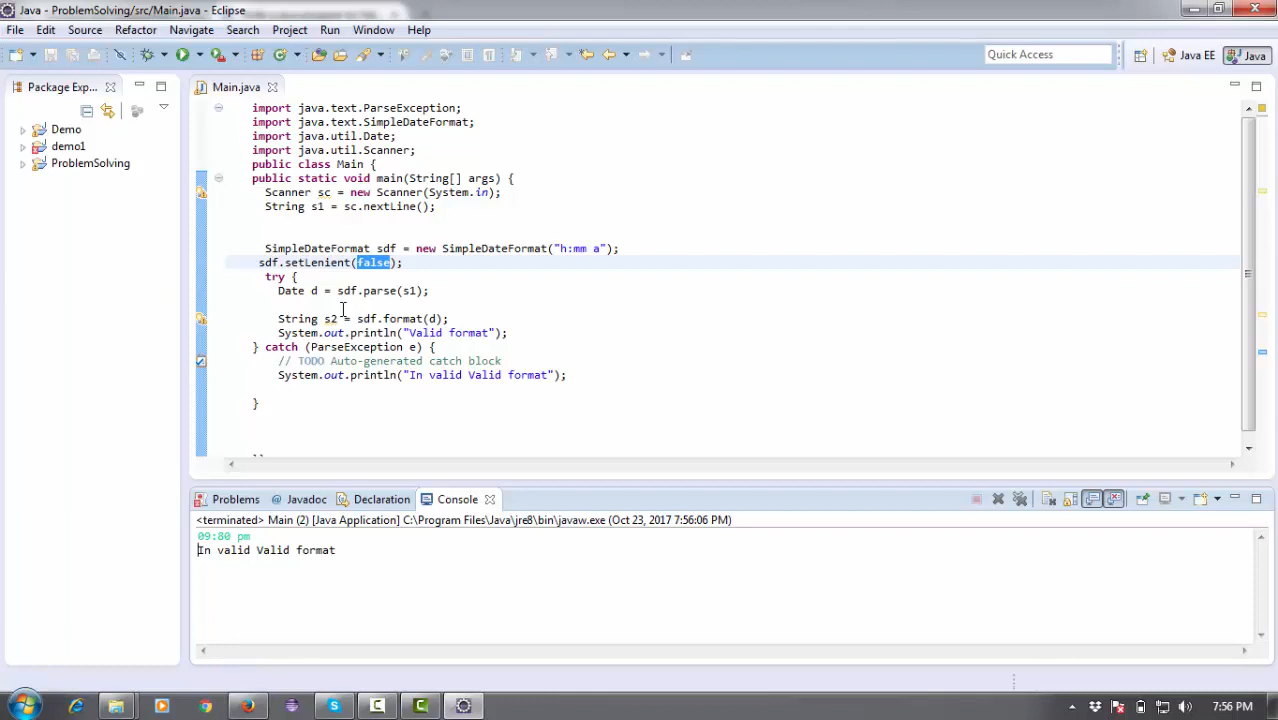 Java - ProblemSolving/src/Main.java - Eclipse
File Edit Source Refactor Navigate Search Project Run Window Help
Quick Access
Java EE
Java
Package Exp...
Main.java
Demo
demo1
ProblemSolving
import java.text.ParseException;
import java.text.SimpleDateFormat;
import java.util.Date;
import java.util.Scanner;
public class Main {
public static void main(String[] args) {
Scanner sc = new Scanner(System.in);
String s1 = sc.nextLine();
SimpleDateFormat sdf = new SimpleDateFormat("h:mm a");
sdf.setLenient(false);
try {
Date d = sdf.parse(s1);
String s2 = sdf.format(d);
System.out.println("Valid format");
} catch (ParseException e) {
// TODO Auto-generated catch block
System.out.println("In valid Valid format");
}
Problems @ Javadoc Declaration Console
<terminated> Main (2) [Java Application] C:\Program Files\Java\jre8\bin\javaw.exe (Oct 23, 2017 7:56:06 PM)
09:80 pm
In valid Valid format
7:56 PM